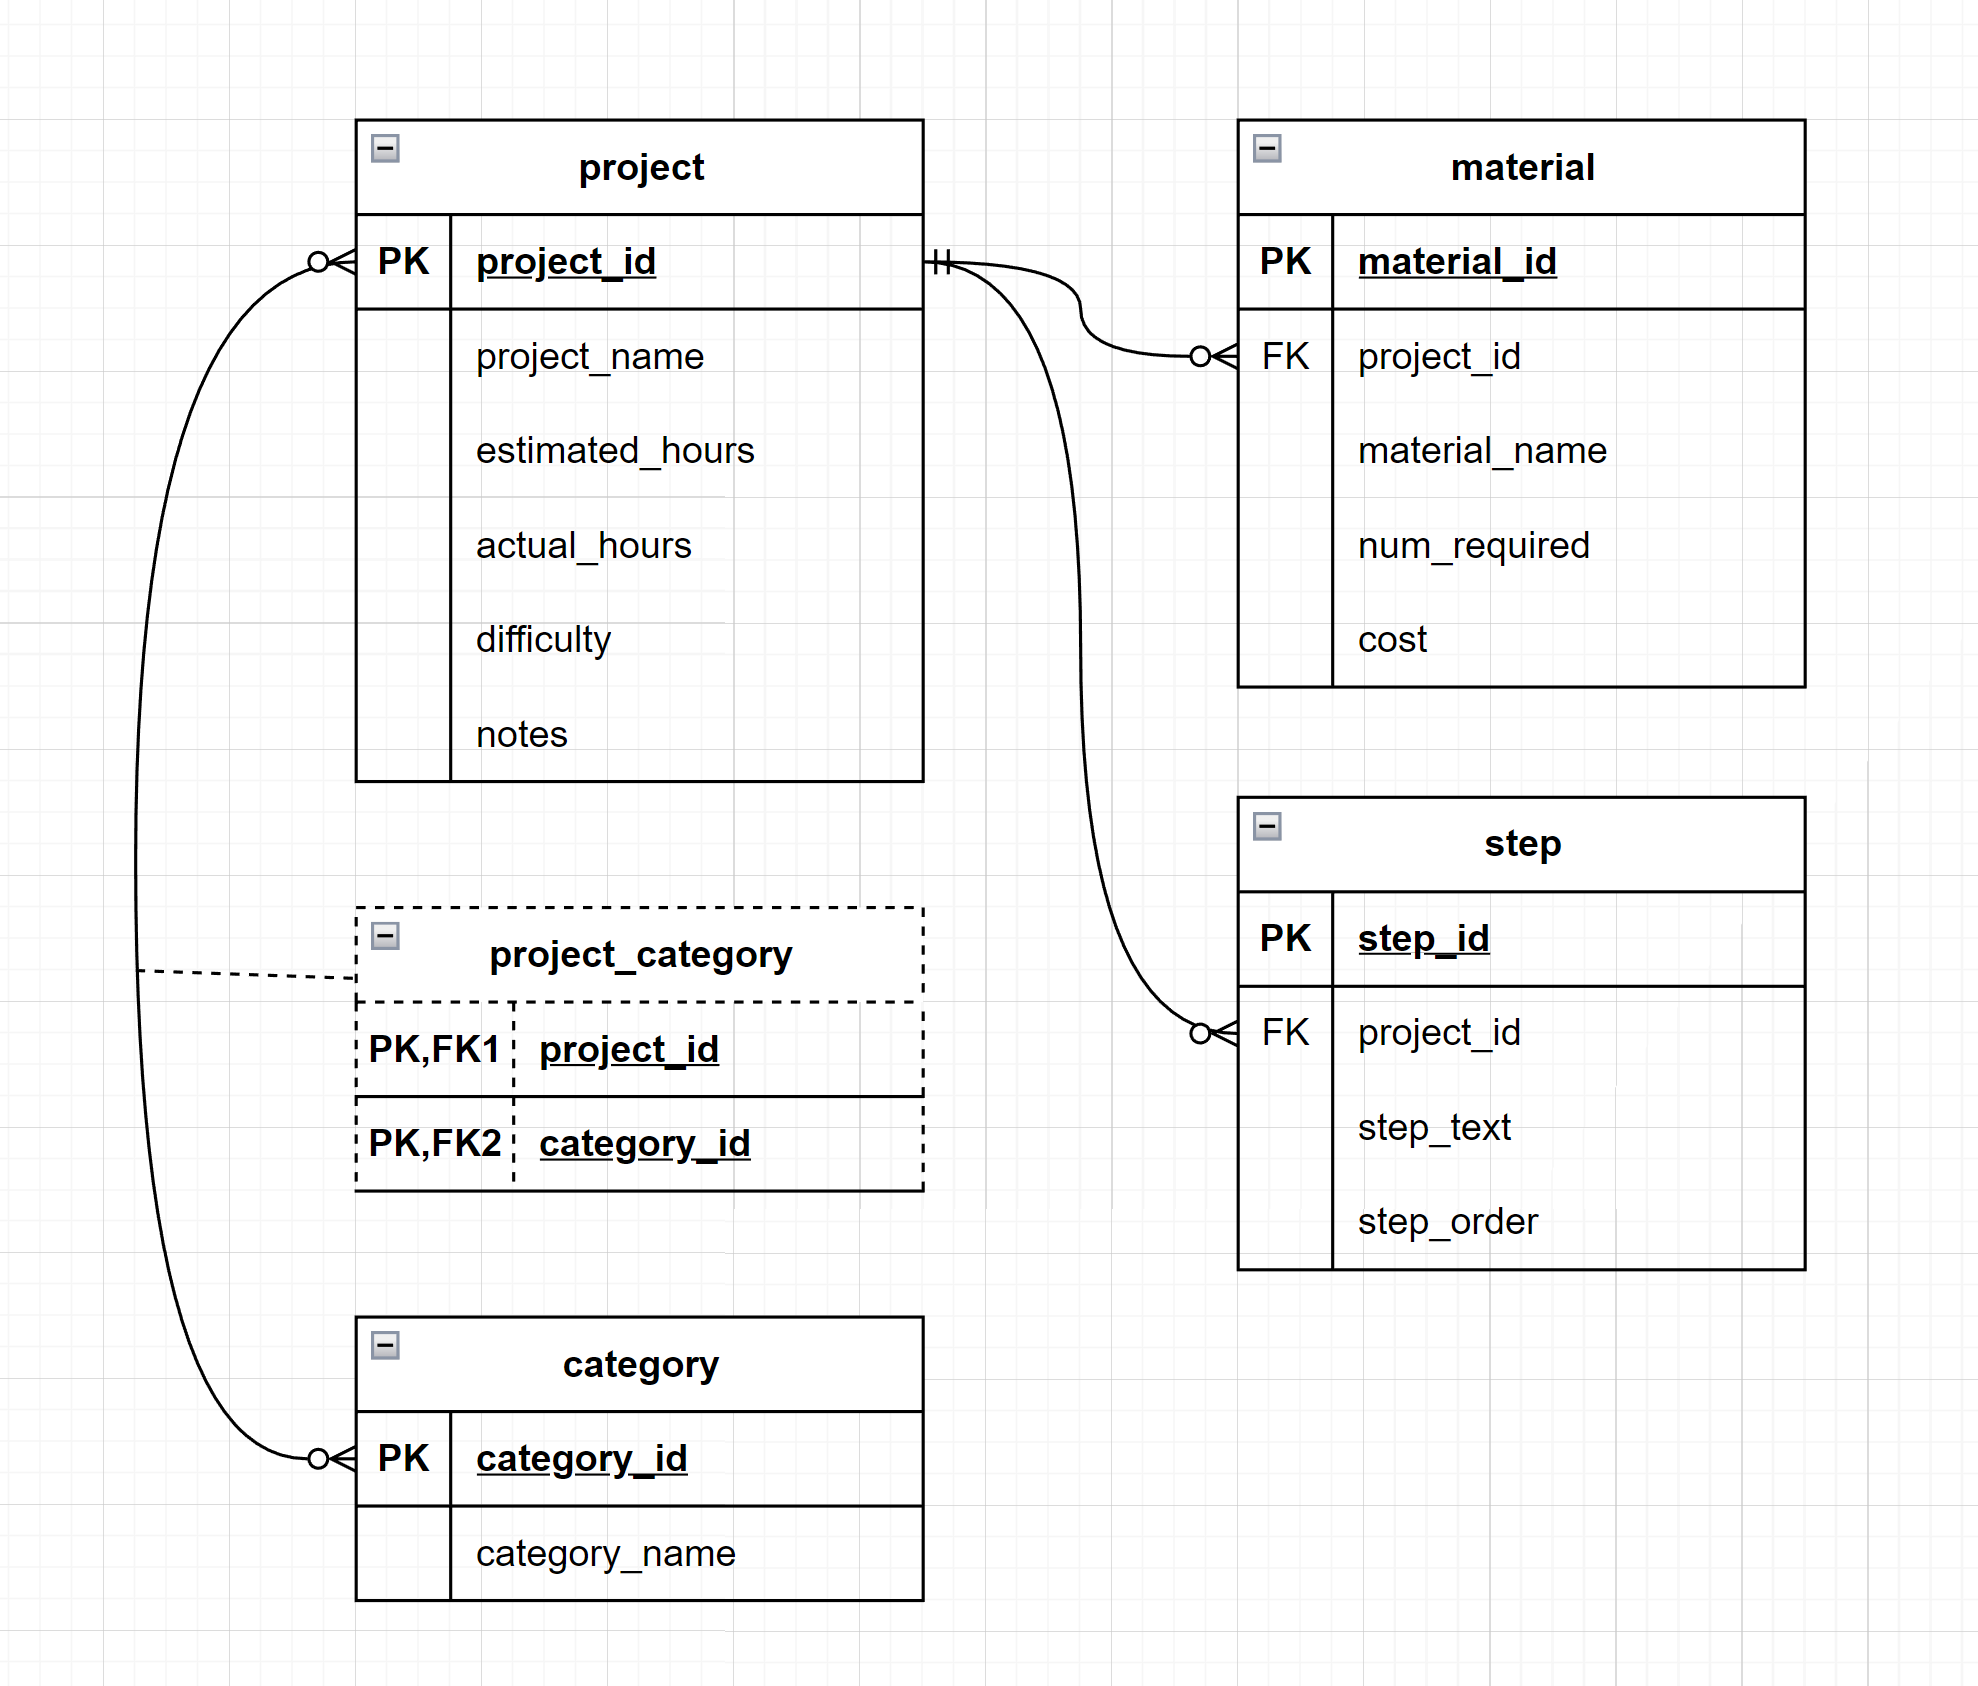 project
PK project_id
project_name
estimated_hours
actual_hours
difficulty
notes
material
PK material_id
FK project_id
material_name
num_required
cost
project_category
PK,FK1 project_id
PK,FK2 category_id
step
PK step_id
FK project_id
step_text
step_order
category
PK category_id
category_name